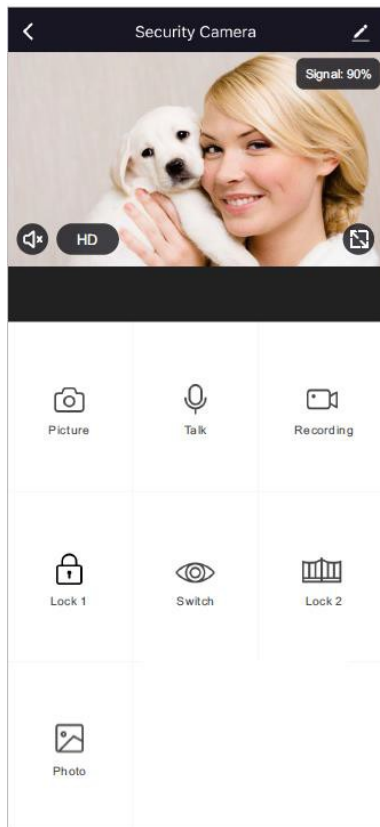 Security Camera
Signal: 90%
HD
Picture
Talk
Recording
Lock 1
Switch
Lock 2
Photo